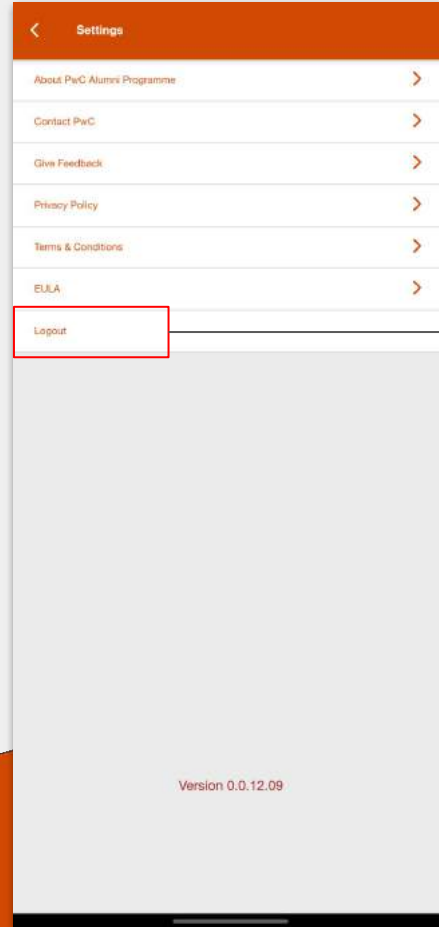 Settings
About PwC Alumni Programme
Contact PwC
Give Feedback
Privacy Policy
Terms & Conditions
EULA
Logout
Version 0.0.12.09